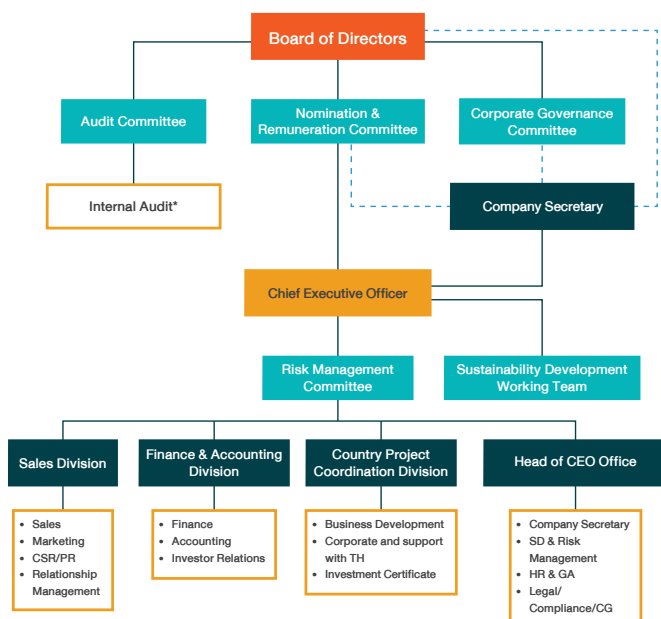 Board of Directors
Audit Committee
Nomination &
Remuneration Committee
Corporate Governance
Committee
Internal Audit*
Company Secretary
Chief Executive Officer
Risk Management
Committee
Sustainability Development
Working Team
Sales Division
Finance & Accounting
Division
Country Project
Coordination Division
Head of CEO Office
• Sales
• Marketing
• CSR/PR
• Relationship
Management
• Finance
• Accounting
• Investor Relations
• Business Development
• Corporate and support
with TH
• Investment Certificate
• Company Secretary
• SD & Risk
Management
• HR & GA
• Legal/
Compliance/CG